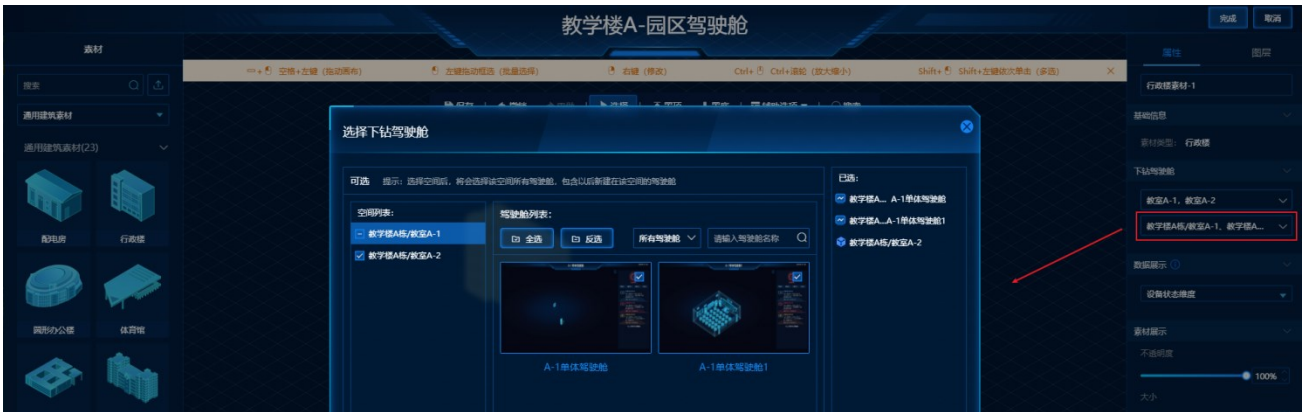 教学楼A-园区驾驶舱
完成
取消
素材
属性
图层
+ 空格+左键 (拖动画布)
左键拖动框选 (批量选择)
右键 (修改)
Ctrl+ Ctrl+滚轮 (放大缩小)
Shift+ Shift+左键依次单击 (多选)
搜索
行政楼素材-1
通用建筑素材
基础信息
通用建筑素材(23)
素材类型: 行政楼
选择下钻驾驶舱
可选 提示: 选择空间后, 将会选择该空间所有驾驶舱, 包含以后新建在该空间的驾驶舱
已选:
下钻驾驶舱
教学楼A... A-1单体驾驶舱
教室A-1, 教室A-2
空间列表:
驾驶舱列表:
教学楼A...A-1单体驾驶舱1
教学楼A栋/教室A-1、教学楼A...
教学楼A栋/教室A-1
全选
反选
所有驾驶舱
请输入驾驶舱名称
教学楼A栋/教室A-2
配电房
行政楼
教学楼A栋/教室A-2
数据展示
设备状态维度
圆形办公楼
体育馆
素材展示
不透明度
A-1单体驾驶舱
A-1单体驾驶舱1
100%
大小